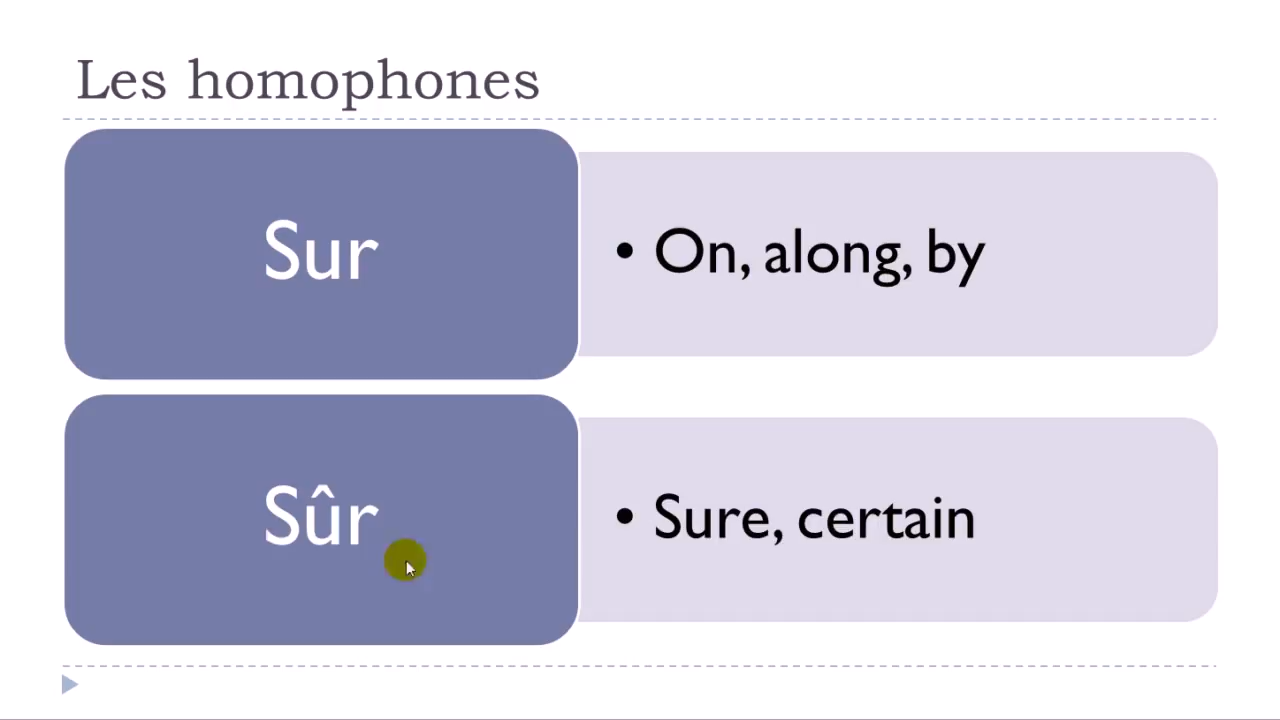 Les homophones
Sur
• On, along, by
Sûr
• Sure, certain